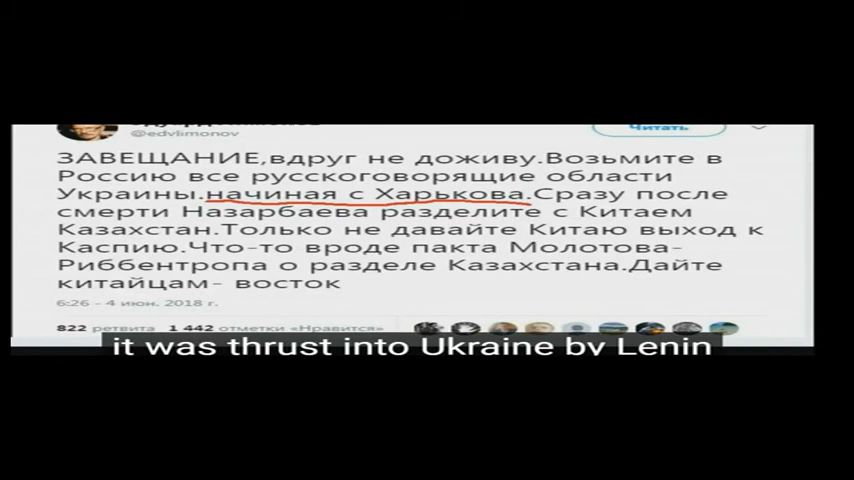 @edvlimonov
Читать
ЗАВЕЩАНИЕ,вдруг не доживу.Возьмите в
Россию все русскоговорящие области
Украины.начиная с Харькова.Сразу после
смерти Назарбаева разделите с Китаем
Казахстан.Только не давайте Китаю выход к
Каспию.Что-то вроде пакта Молотова-
Риббентропа о разделе Казахстана.Дайте
китайцам- восток
6:26 - 4 июн. 2018 г.
822 ретвита 1 442 отметки «Нравится»
it was thrust into Ukraine by Lenin